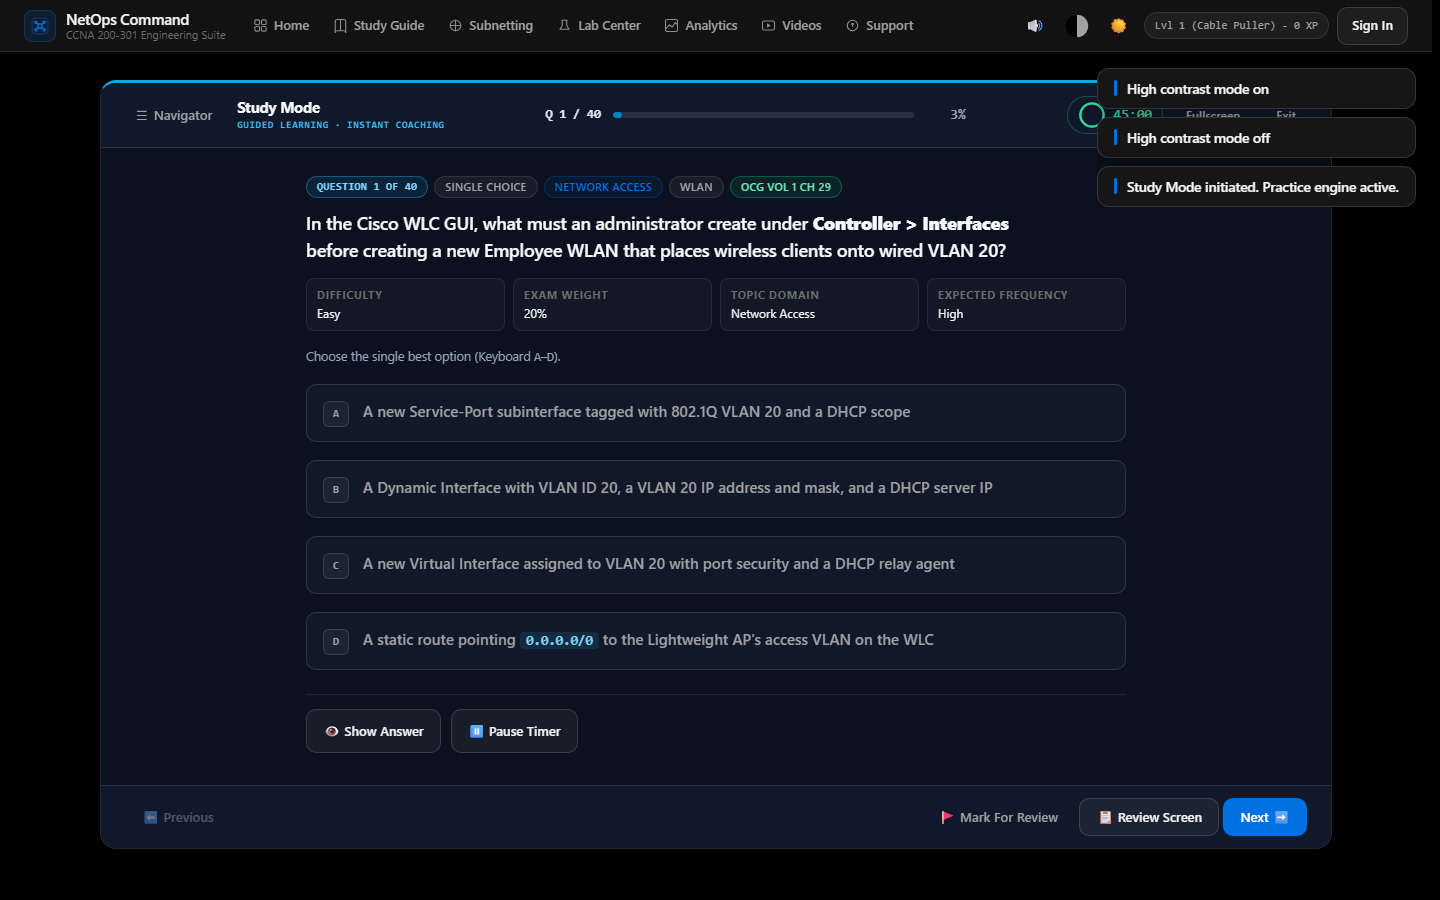 NetOps Command
CCNA 200-301 Engineering Suite
Home
Study Guide
Subnetting
Lab Center
Analytics
Videos
Support
Lvl 1 (Cable Puller) - 0 XP
Sign In
High contrast mode on
High contrast mode off
Study Mode initiated. Practice engine active.
Navigator
Study Mode
GUIDED LEARNING · INSTANT COACHING
Q 1 / 40
3%
45:00
Fullscreen
Exit
QUESTION 1 OF 40
SINGLE CHOICE
NETWORK ACCESS
WLAN
OCG VOL 1 CH 29
In the Cisco WLC GUI, what must an administrator create under Controller > Interfaces
before creating a new Employee WLAN that places wireless clients onto wired VLAN 20?
DIFFICULTY
Easy
EXAM WEIGHT
20%
TOPIC DOMAIN
Network Access
EXPECTED FREQUENCY
High
Choose the single best option (Keyboard A–D).
A
A new Service-Port subinterface tagged with 802.1Q VLAN 20 and a DHCP scope
B
A Dynamic Interface with VLAN ID 20, a VLAN 20 IP address and mask, and a DHCP server IP
C
A new Virtual Interface assigned to VLAN 20 with port security and a DHCP relay agent
D
A static route pointing 0.0.0.0/0 to the Lightweight AP's access VLAN on the WLC
Show Answer
Pause Timer
Previous
Mark For Review
Review Screen
Next